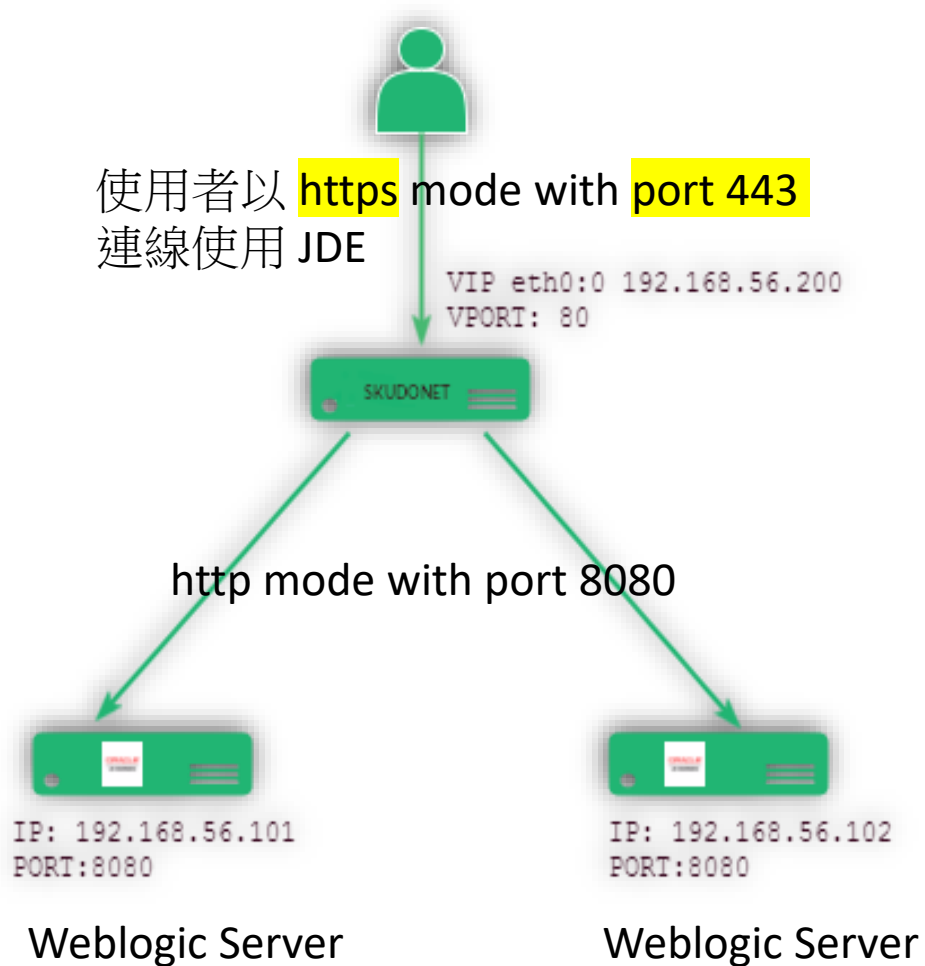 使用者以 https mode with port 443
連線使用 JDE
VIP eth0:0 192.168.56.200
VPORT: 80
SKUDONET
http mode with port 8080
IP: 192.168.56.101
PORT:8080
IP: 192.168.56.102
PORT:8080
Weblogic Server
Weblogic Server